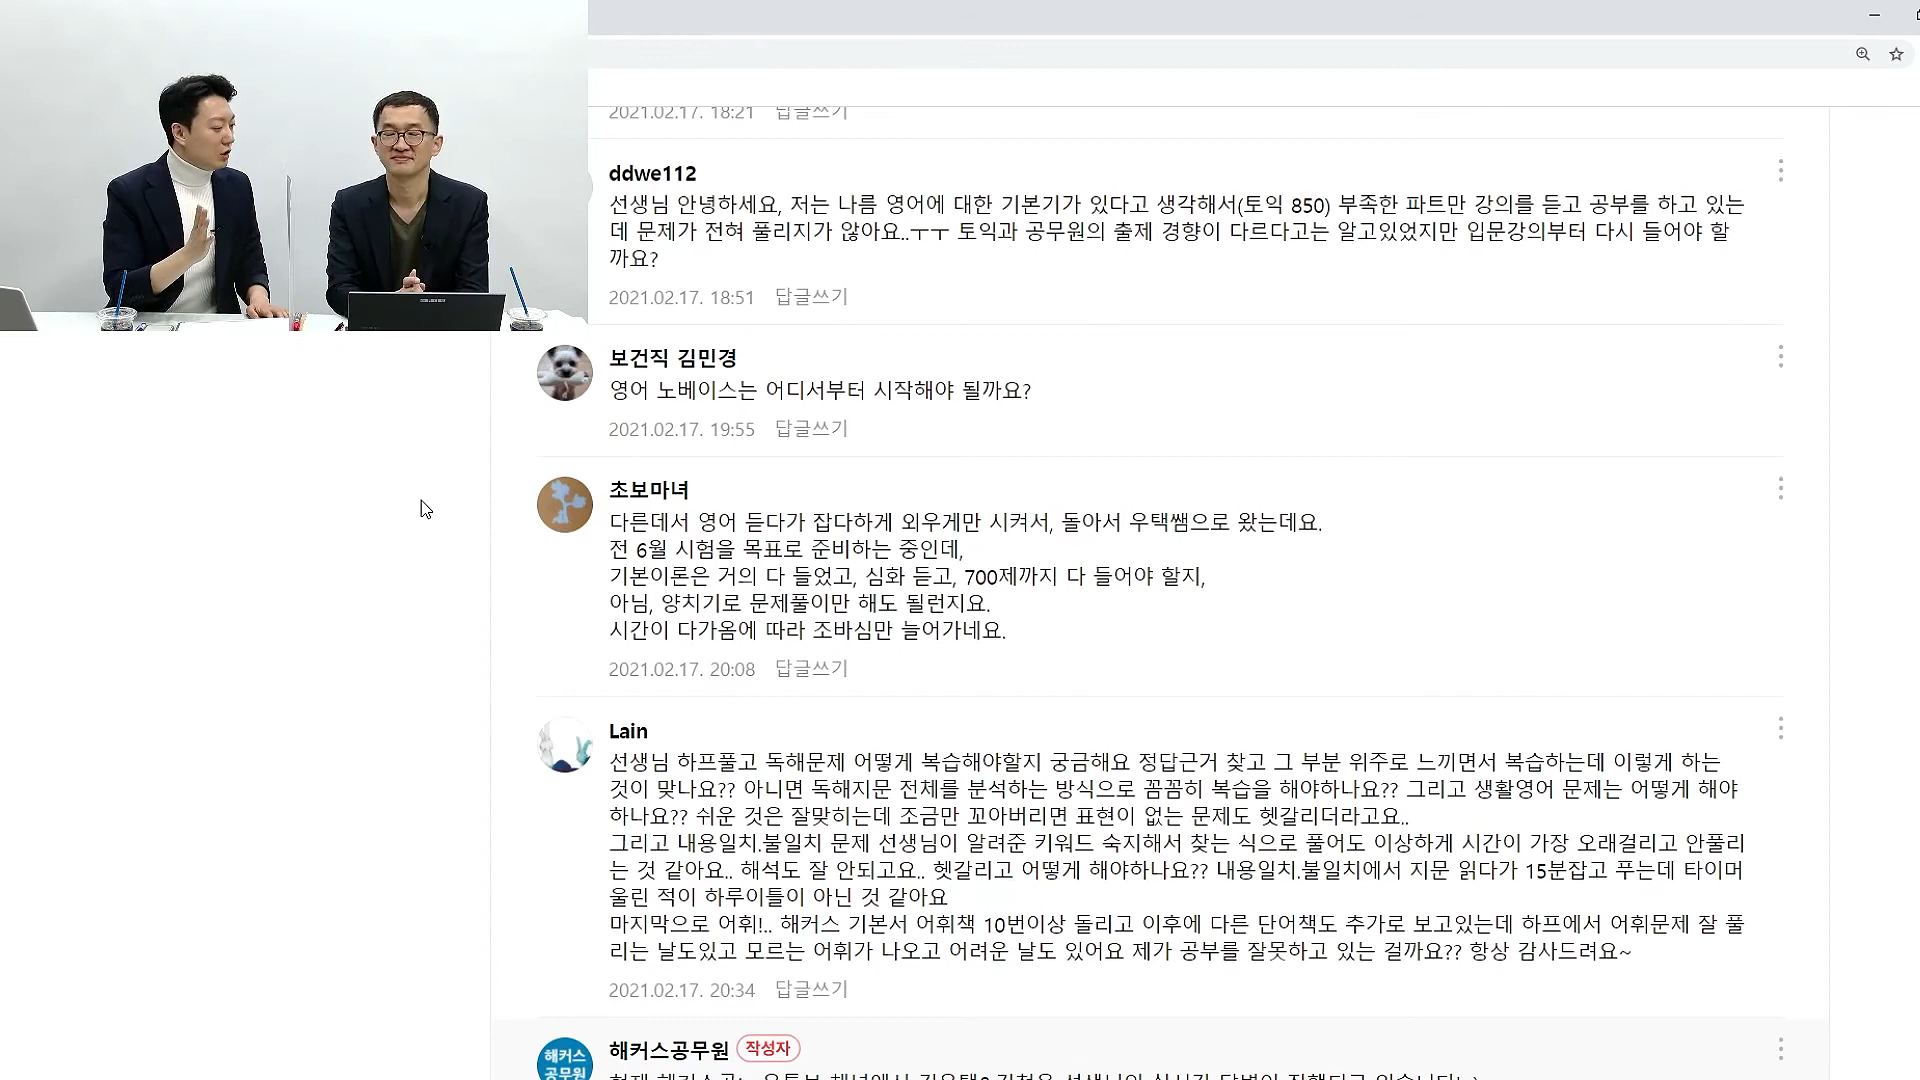 2021.02.17. 18:21 답글쓰기
ddwe112
선생님 안녕하세요, 저는 나름 영어에 대한 기본기가 있다고 생각해서(토익 850) 부족한 파트만 강의를 듣고 공부를 하고 있는
데 문제가 전혀 풀리지가 않아요..ㅜㅜ 토익과 공무원의 출제 경향이 다르다고는 알고있었지만 입문강의부터 다시 들어야 할
까요?
2021.02.17. 18:51 답글쓰기
보건직 김민경
영어 노베이스는 어디서부터 시작해야 될까요?
2021.02.17. 19:55 답글쓰기
초보마녀
다른데서 영어 듣다가 잡다하게 외우게만 시켜서, 돌아서 우택쌤으로 왔는데요.
전 6월 시험을 목표로 준비하는 중인데,
기본이론은 거의 다 들었고, 심화 듣고, 700제까지 다 들어야 할지,
아님, 양치기로 문제풀이만 해도 될런지요.
시간이 다가옴에 따라 조바심만 늘어가네요.
2021.02.17. 20:08 답글쓰기
Lain
선생님 하프풀고 독해문제 어떻게 복습해야할지 궁금해요 정답근거 찾고 그 부분 위주로 느끼면서 복습하는데 이렇게 하는
것이 맞나요?? 아니면 독해지문 전체를 분석하는 방식으로 꼼꼼히 복습을 해야하나요?? 그리고 생활영어 문제는 어떻게 해야
하나요?? 쉬운 것은 잘맞히는데 조금만 꼬아버리면 표현이 없는 문제도 헷갈리더라고요..
그리고 내용일치.불일치 문제 선생님이 알려준 키워드 숙지해서 찾는 식으로 풀어도 이상하게 시간이 가장 오래걸리고 안풀리
는 것 같아요.. 해석도 잘 안되고요.. 헷갈리고 어떻게 해야하나요?? 내용일치.불일치에서 지문 읽다가 15분잡고 푸는데 타이머
울린 적이 하루이틀이 아닌 것 같아요
마지막으로 어휘!.. 해커스 기본서 어휘책 10번이상 돌리고 이후에 다른 단어책도 추가로 보고있는데 하프에서 어휘문제 잘 풀
리는 날도있고 모르는 어휘가 나오고 어려운 날도 있어요 제가 공부를 잘못하고 있는 걸까요?? 항상 감사드려요~
2021.02.17. 20:34 답글쓰기
해커스
공무원
해커스공무원 작성자